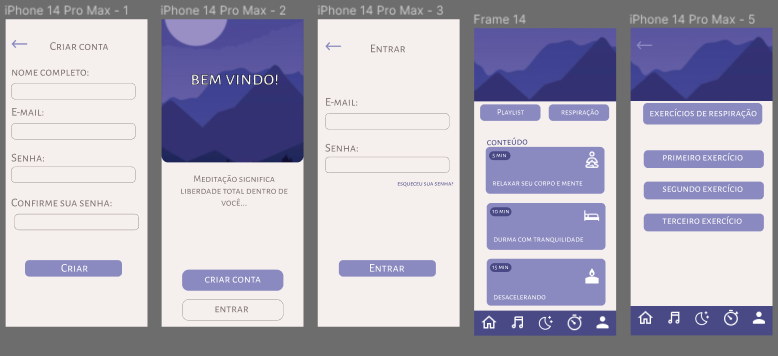 iPhone 14 Pro Max - 1
Criar conta
nome completo:
E-mail:
Senha:
Confirme sua senha:
Criar
iPhone 14 Pro Max - 2
BEM VINDO!
Meditação significa
liberdade total dentro de
você...
criar conta
entrar
iPhone 14 Pro Max - 3
Entrar
E-mail:
Senha:
esqueceu sua senha?
Entrar
Frame 14
Playlist
respiração
conteúdo
5 min
relaxar seu corpo e mente
10 min
durma com tranquilidade
15 min
desacelerando
iPhone 14 Pro Max - 5
exercícios de respiração
primeiro exercício
segundo exercício
terceiro exercício